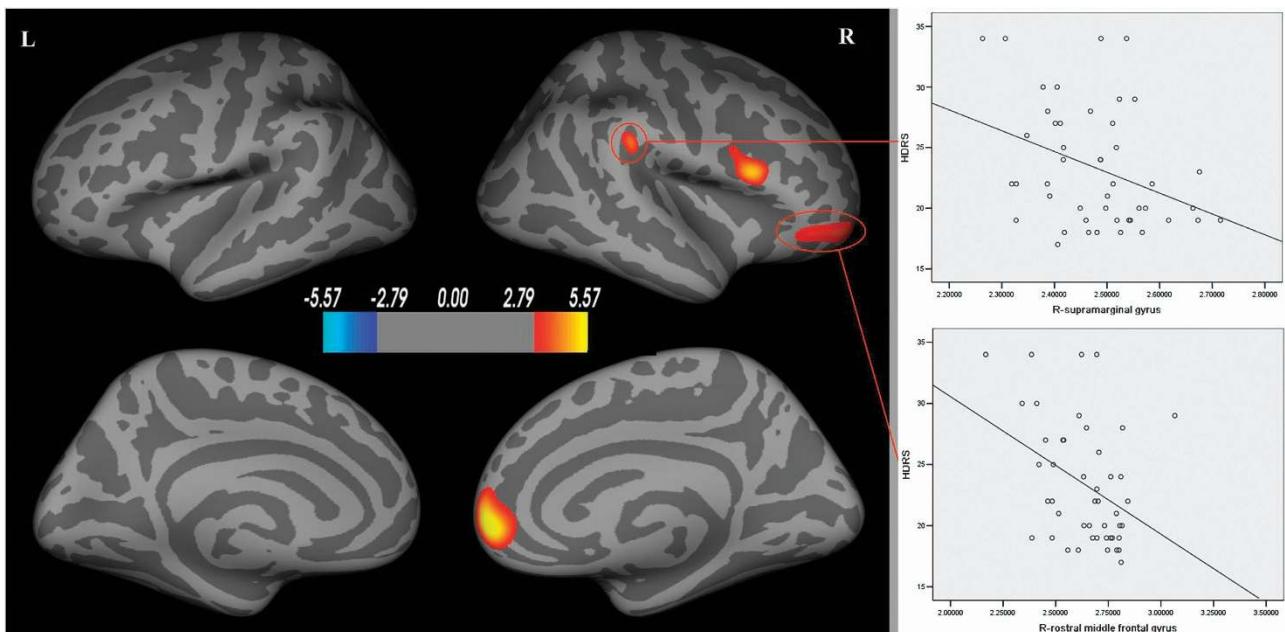 L
R
-5.57 -2.79 0.00 2.79 5.57
HDRS
35
30
25
20
15
2.20000 2.30000 2.40000 2.50000 2.60000 2.70000 2.80000
R-supramarginal gyrus
HDRS
35
30
25
20
15
2.00000 2.25000 2.50000 2.75000 3.00000 3.25000 3.50000
R-rostral middle frontal gyrus